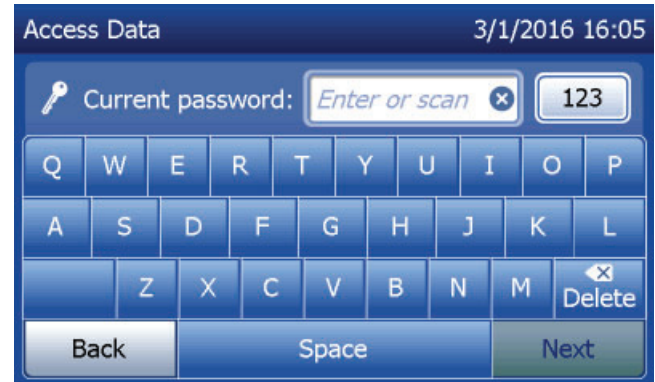 Access Data 3/1/2016 16:05
Current password: Enter or scan 123
Q W E R T Y U I O P
A S D F G H J K L
Z X C V B N M Delete
Back Space Next